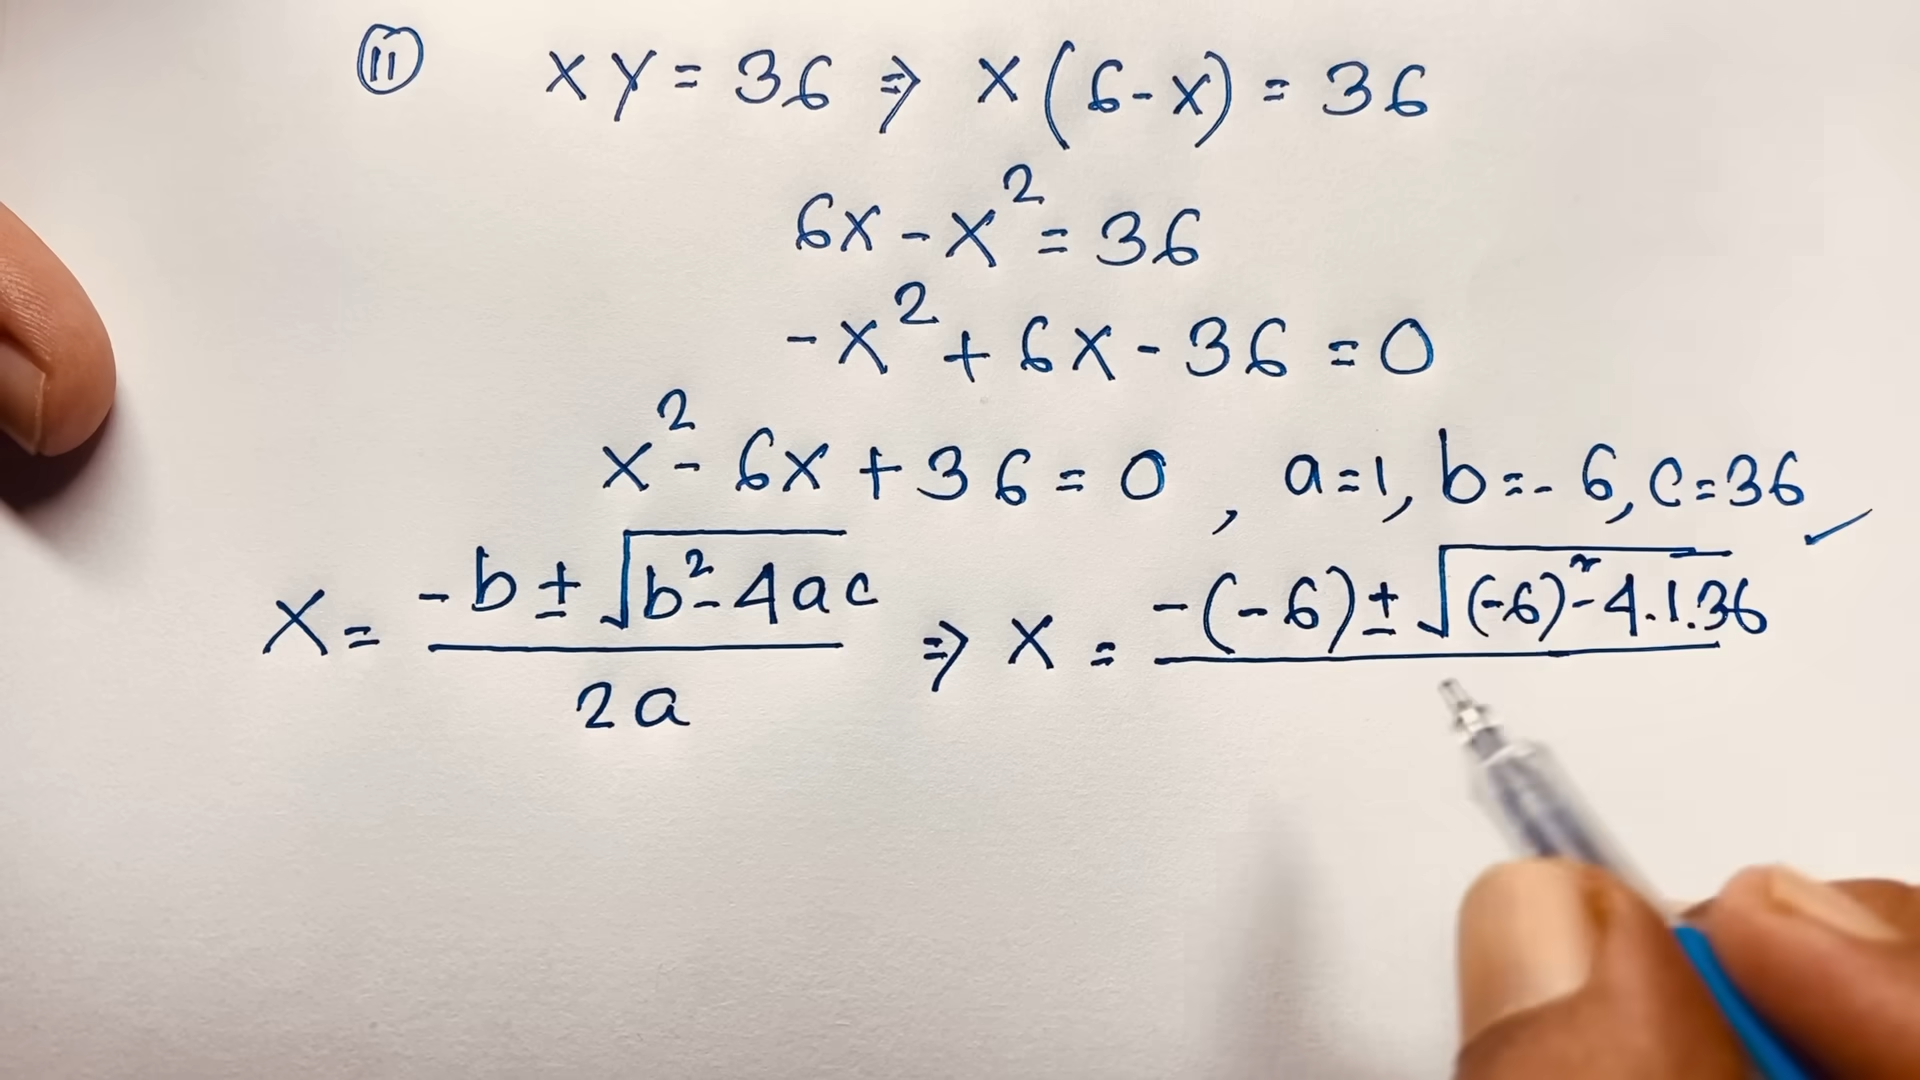 ⑪ xy = 36 ⇒ x(6-x) = 36
6x - x² = 36
-x² + 6x - 36 = 0
x² - 6x + 36 = 0 , a=1, b=-6, c=36 ✓
x = (-b ± √(b² - 4ac)) / 2a ⇒ x = -(-6) ± √((-6)² - 4.1.36)